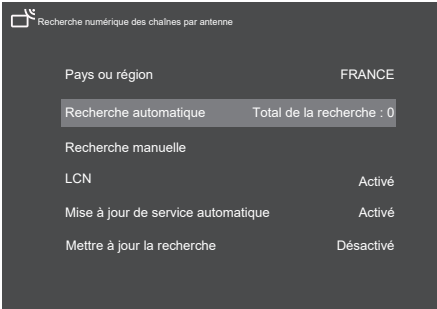 Recherche numérique des chaînes par antenne
Pays ou région FRANCE
Recherche automatique Total de la recherche : 0
Recherche manuelle
LCN Activé
Mise à jour de service automatique Activé
Mettre à jour la recherche Désactivé